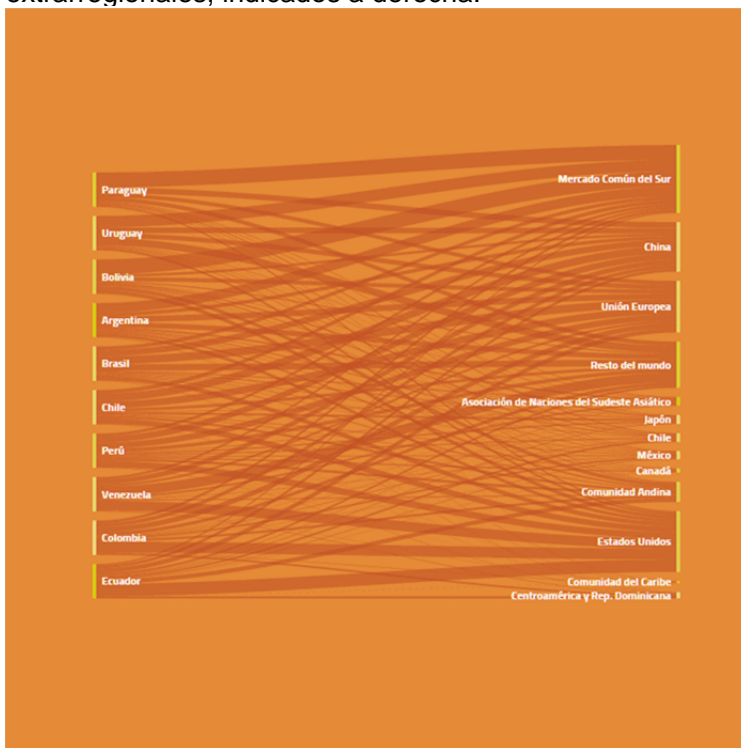 extrarregionales, indicados a derecha.
Paraguay
Uruguay
Bolivia
Argentina
Brasil
Chile
Perú
Venezuela
Colombia
Ecuador
Mercado Común del Sur
China
Unión Europea
Resto del mundo
Asociación de Naciones del Sudeste Asiático
Japón
Chile
México
Canadá
Comunidad Andina
Estados Unidos
Comunidad del Caribe
Centroamérica y Rep. Dominicana